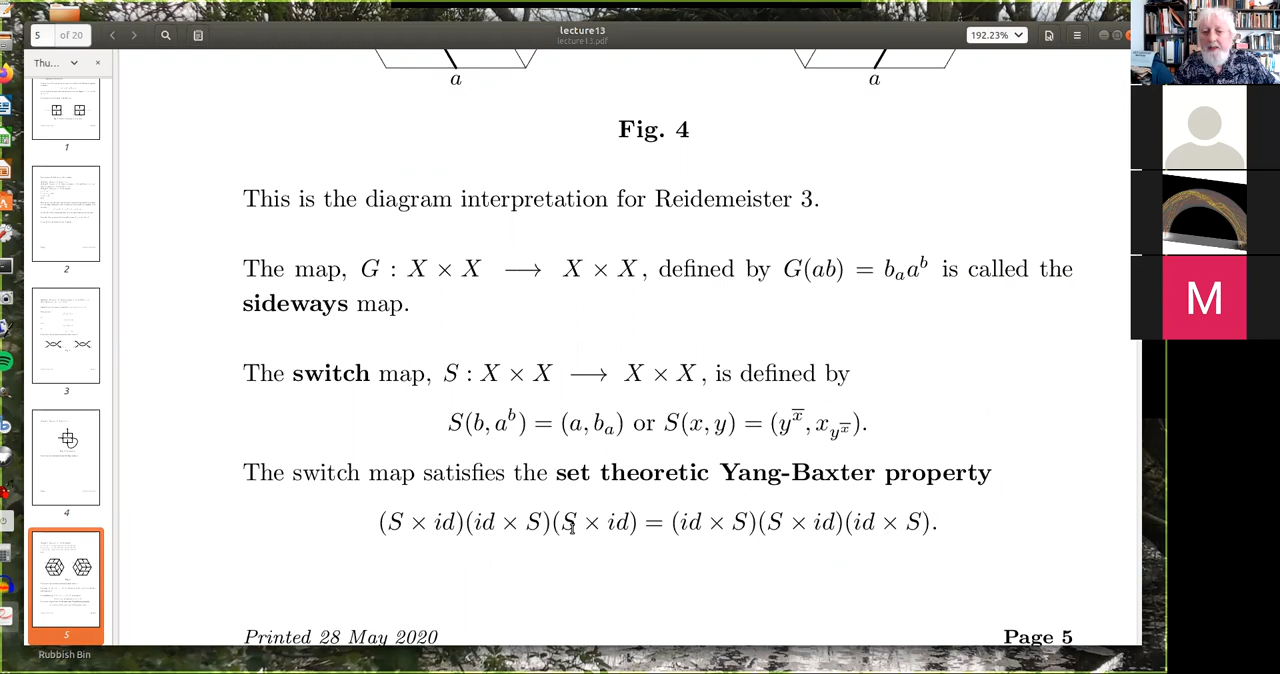 5 of 20
lecture13
lecture13.pdf
192.23%
Thu...
1
2
3
4
5
Rubbish Bin
a a
Fig. 4
This is the diagram interpretation for Reidemeister 3.
The map, G : X × X ⟶ X × X, defined by G(ab) = b_a a^b is called the
sideways map.
The switch map, S : X × X ⟶ X × X, is defined by
S(b, a^b) = (a, b_a) or S(x, y) = (y^{x̅}, x_{y^{x̅}}).
The switch map satisfies the set theoretic Yang-Baxter property
(S × id)(id × S)(S × id) = (id × S)(S × id)(id × S).
Printed 28 May 2020 Page 5
M